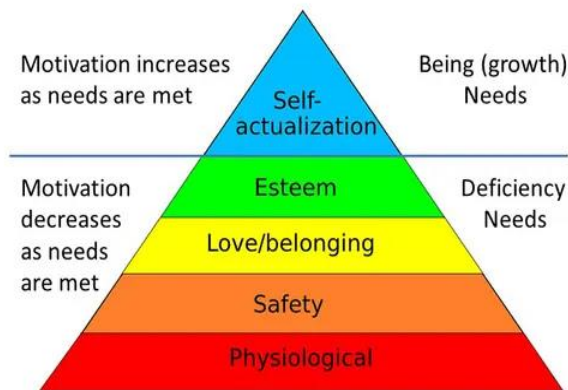 Motivation increases
as needs are met
Being (growth)
Needs
Self-
actualization
Motivation
decreases
as needs
are met
Esteem
Deficiency
Needs
Love/belonging
Safety
Physiological